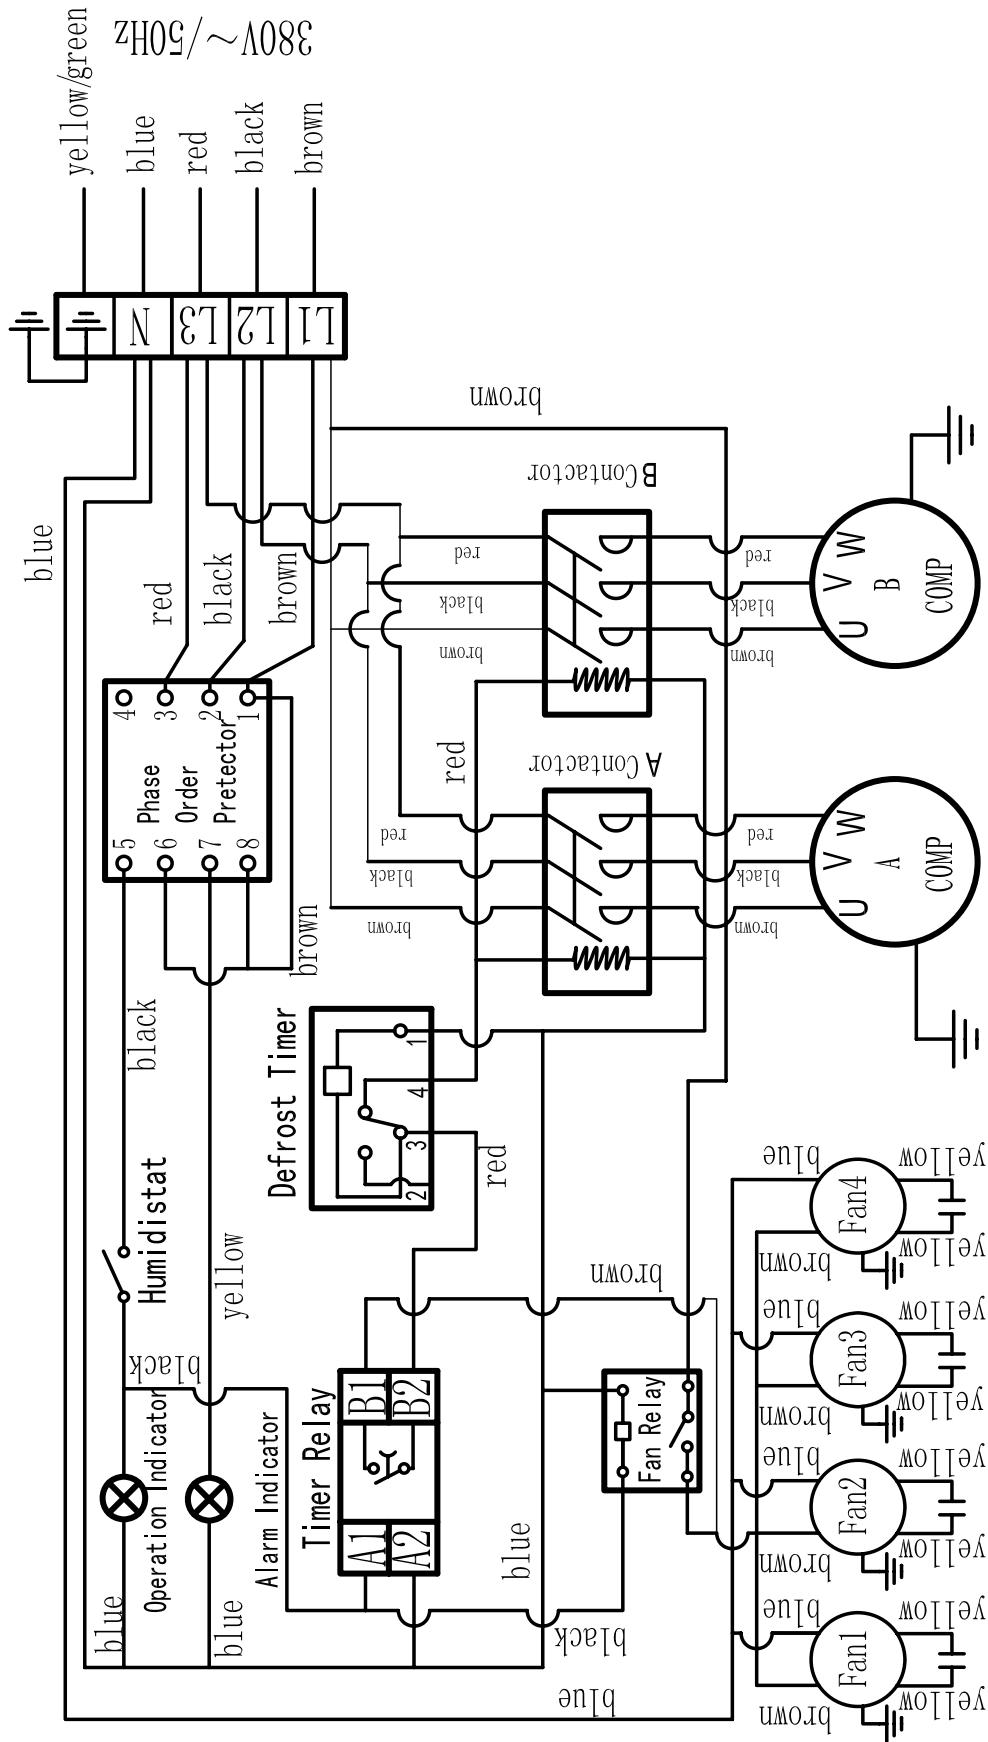 380V~/50Hz
yellow/green
blue
red
black
brown
N
L3
L2
L1
brown
blue
red
black
brown
B Contactor
red
black
brown
red
black
brown
U
V
W
B
COMP
4
3
2
1
5
6
7
8
Phase
Order
Pretector
red
A Contactor
red
black
brown
red
black
brown
U
V
W
A
COMP
brown
black
Defrost Timer
1
4
3
2
red
Humidistat
yellow
black
Operation Indicator
Alarm Indicator
blue
blue
Timer Relay
B1
B2
A1
A2
brown
Fan Relay
blue
black
blue
Fan4
blue
brown
yellow
yellow
Fan3
blue
brown
yellow
yellow
Fan2
blue
brown
yellow
yellow
Fan1
blue
brown
yellow
yellow